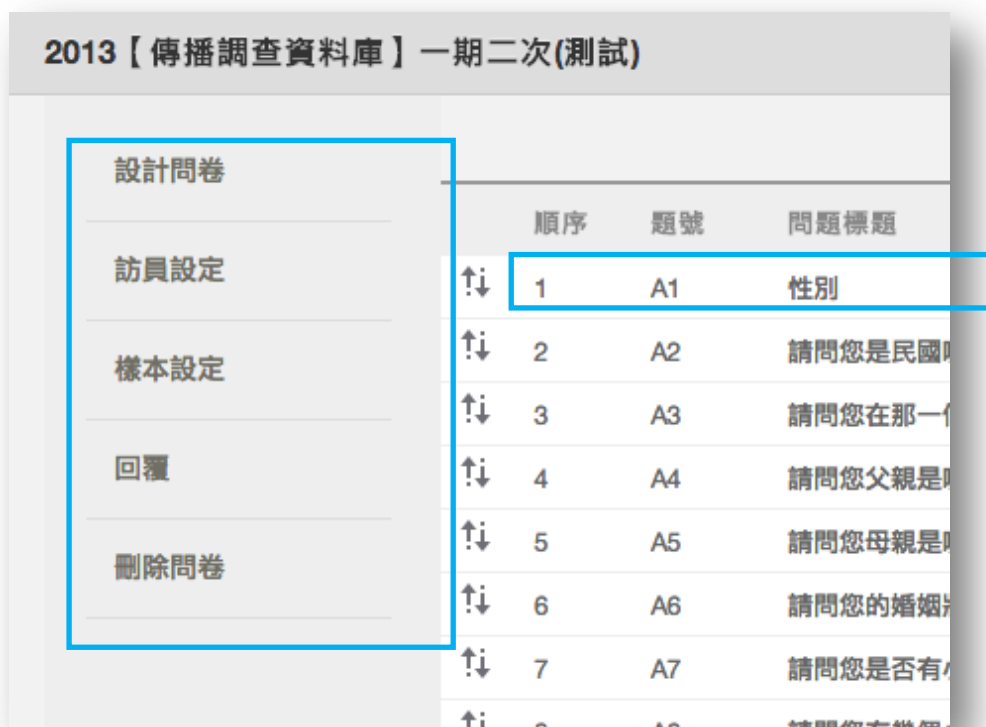 2013【傳播調查資料庫】一期二次(測試)
設計問卷
訪員設定
樣本設定
回覆
刪除問卷
順序 題號 問題標題
1 A1 性別
2 A2 請問您是民國
3 A3 請問您在那一
4 A4 請問您父親是
5 A5 請問您母親是
6 A6 請問您的婚姻
7 A7 請問您是否有